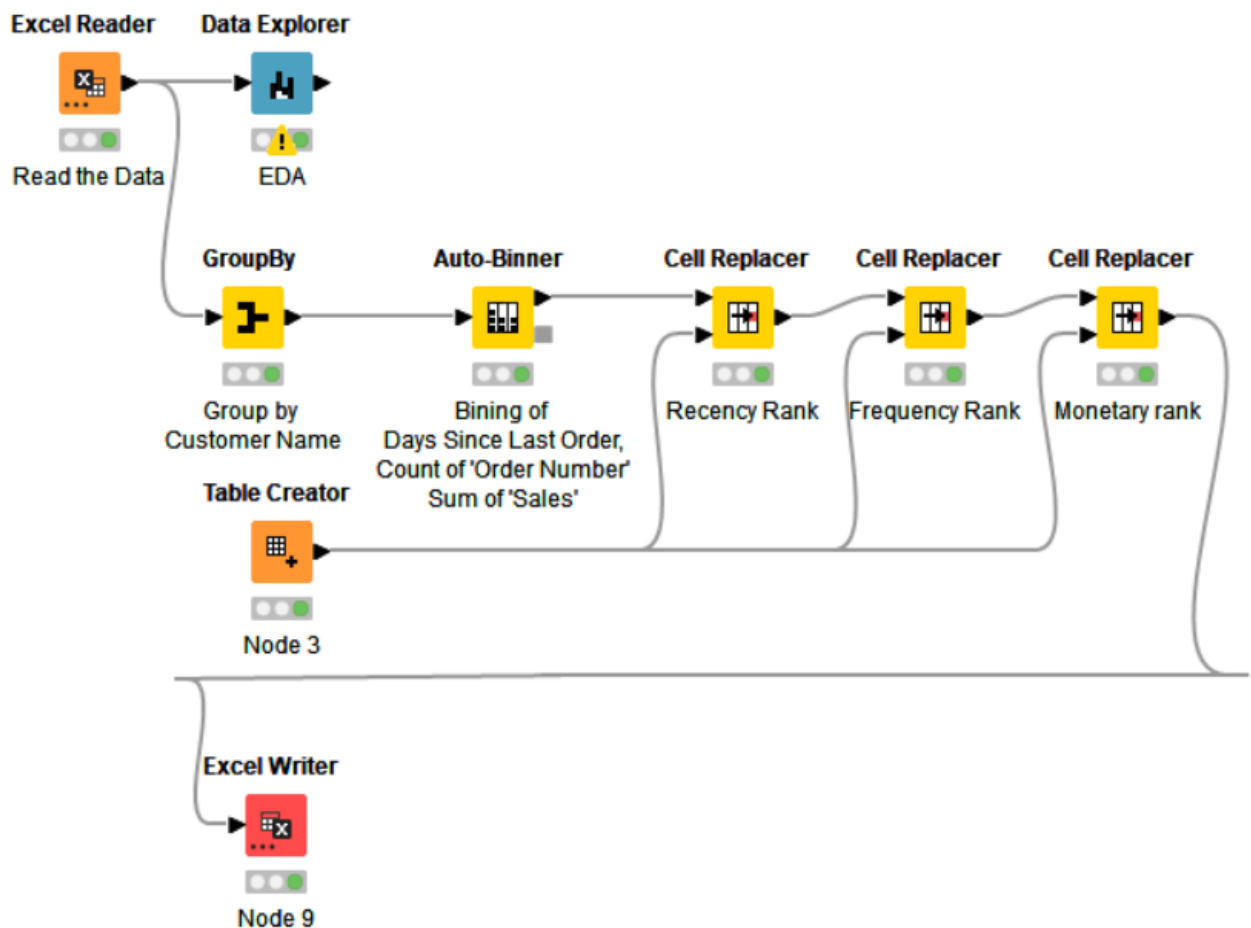 Excel Reader
Data Explorer
Read the Data
EDA
GroupBy
Auto-Binner
Cell Replacer
Cell Replacer
Cell Replacer
Group by
Customer Name
Bining of
Days Since Last Order,
Count of 'Order Number'
Sum of 'Sales'
Recency Rank
Frequency Rank
Monetary rank
Table Creator
Node 3
Excel Writer
Node 9